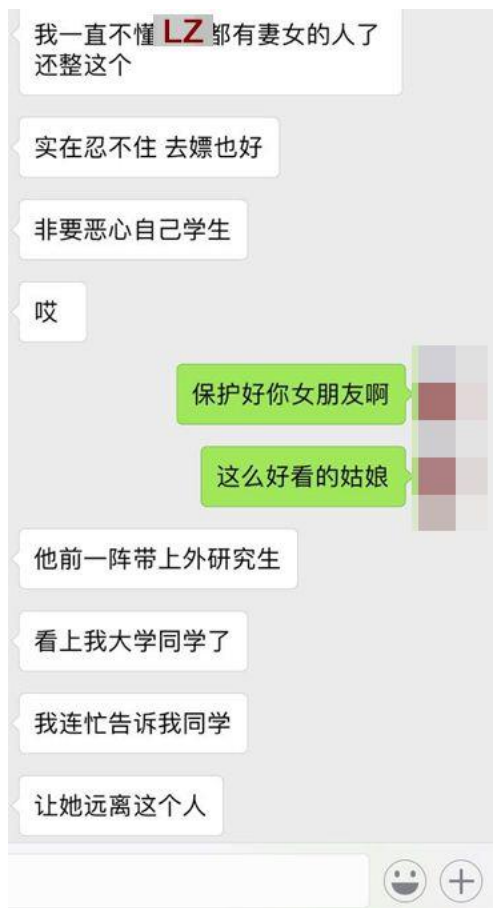 我一直不懂 LZ 都有妻女的人了
还整这个
实在忍不住 去嫖也好
非要恶心自己学生
哎
保护好你女朋友啊
这么好看的姑娘
他前一阵带上外研究生
看上我大学同学了
我连忙告诉我同学
让她远离这个人